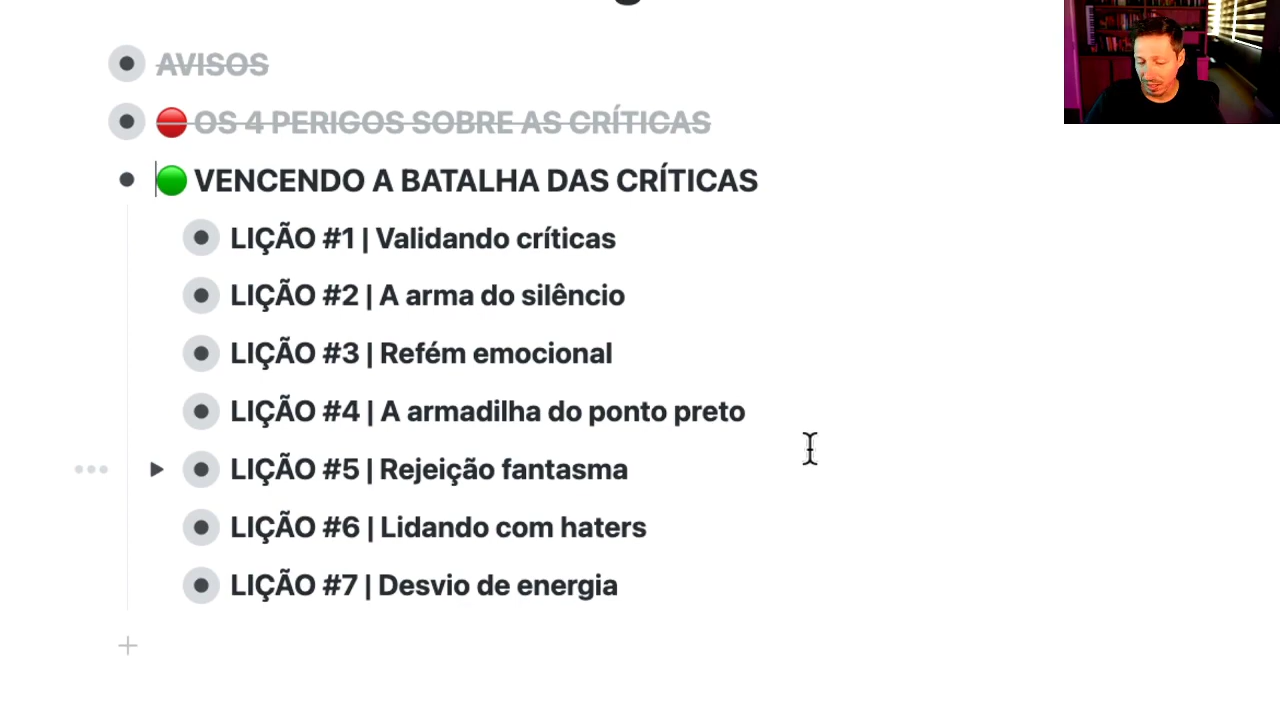 AVISOS
OS 4 PERIGOS SOBRE AS CRÍTICAS
VENCENDO A BATALHA DAS CRÍTICAS
LIÇÃO #1 | Validando críticas
LIÇÃO #2 | A arma do silêncio
LIÇÃO #3 | Refém emocional
LIÇÃO #4 | A armadilha do ponto preto
LIÇÃO #5 | Rejeição fantasma
LIÇÃO #6 | Lidando com haters
LIÇÃO #7 | Desvio de energia